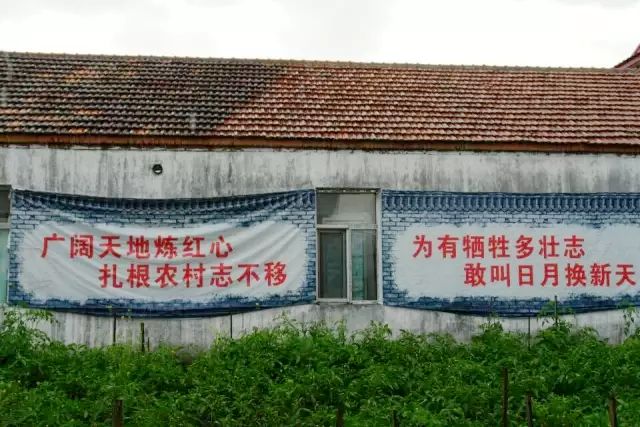 广阔天地炼红心
扎根农村志不移
为有牺牲多壮志
敢叫日月换新天